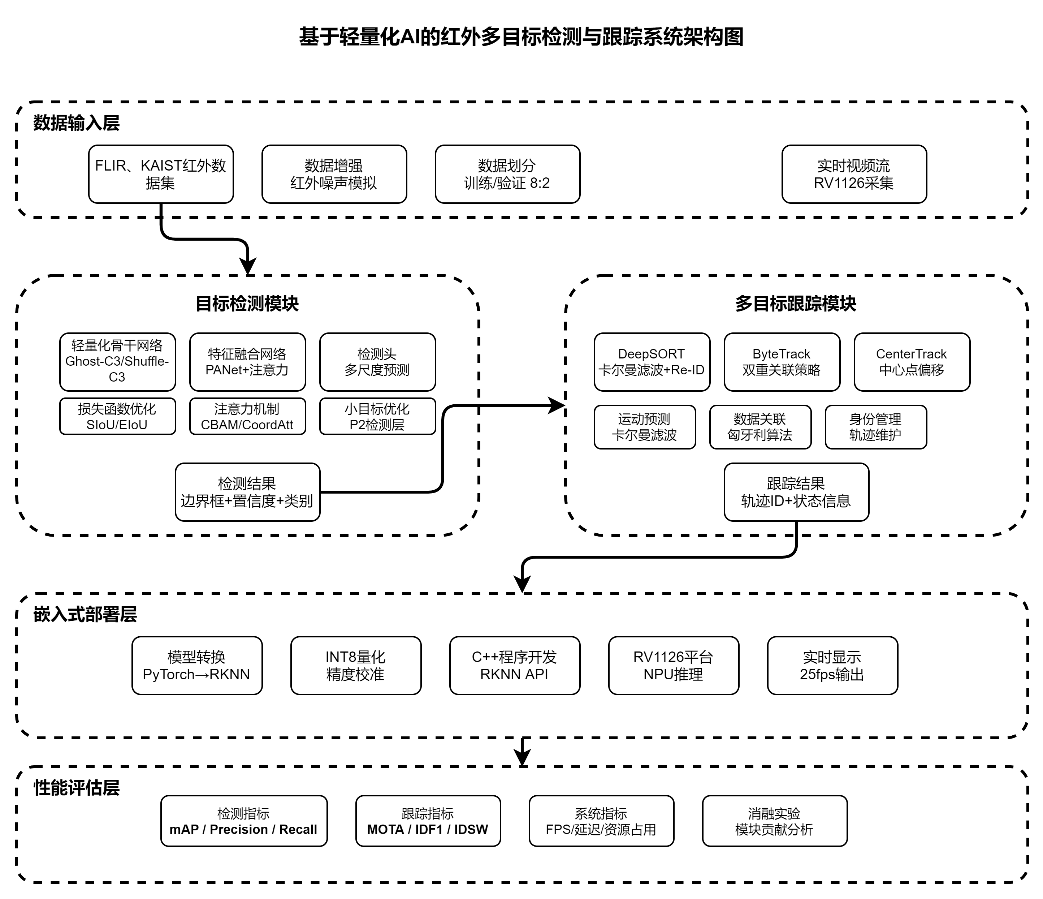 基于轻量化AI的红外多目标检测与跟踪系统架构图
数据输入层
FLIR、KAIST红外数
据集
数据增强
红外噪声模拟
数据划分
训练/验证 8:2
实时视频流
RV1126采集
目标检测模块
轻量化骨干网络
Ghost-C3/Shuffle-
C3
特征融合网络
PANet+注意力
检测头
多尺度预测
损失函数优化
SIoU/EIoU
注意力机制
CBAM/CoordAtt
小目标优化
P2检测层
检测结果
边界框+置信度+类别
多目标跟踪模块
DeepSORT
卡尔曼滤波+Re-ID
ByteTrack
双重关联策略
CenterTrack
中心点偏移
运动预测
卡尔曼滤波
数据关联
匈牙利算法
身份管理
轨迹维护
跟踪结果
轨迹ID+状态信息
嵌入式部署层
模型转换
PyTorch→RKNN
INT8量化
精度校准
C++程序开发
RKNN API
RV1126平台
NPU推理
实时显示
25fps输出
性能评估层
检测指标
mAP / Precision / Recall
跟踪指标
MOTA / IDF1 / IDSW
系统指标
FPS/延迟/资源占用
消融实验
模块贡献分析